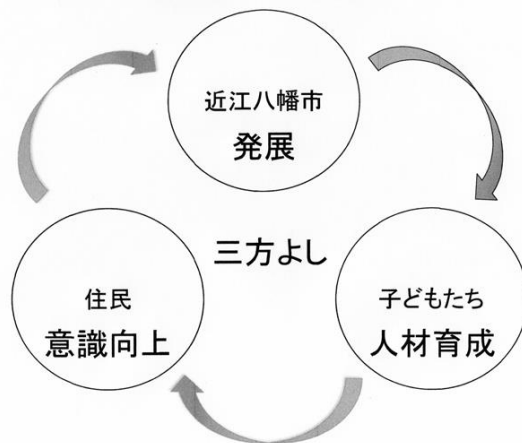 近江八幡市
発展
三方よし
住民
意識向上
子どもたち
人材育成